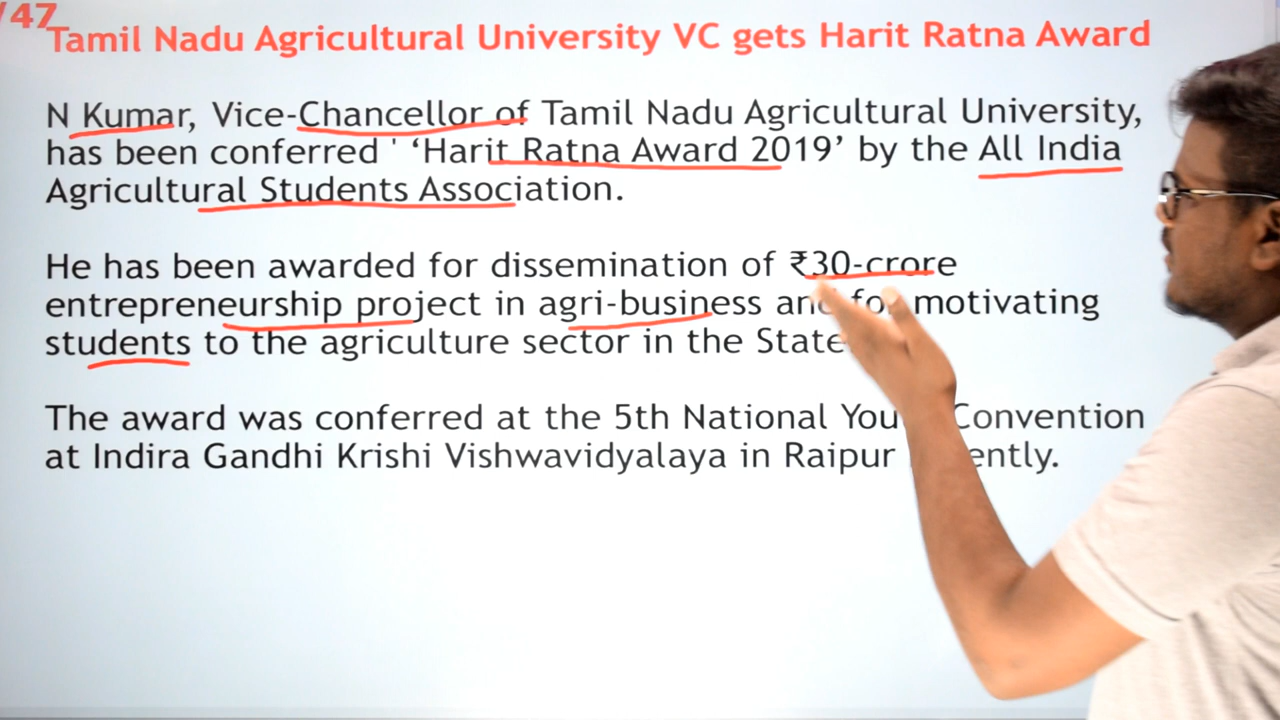 /47
Tamil Nadu Agricultural University VC gets Harit Ratna Award
N Kumar, Vice-Chancellor of Tamil Nadu Agricultural University,
has been conferred ' ‘Harit Ratna Award 2019’ by the All India
Agricultural Students Association.
He has been awarded for dissemination of ₹30-crore
entrepreneurship project in agri-business and for motivating
students to the agriculture sector in the State
The award was conferred at the 5th National Convention
at Indira Gandhi Krishi Vishwavidyalaya in Raipur